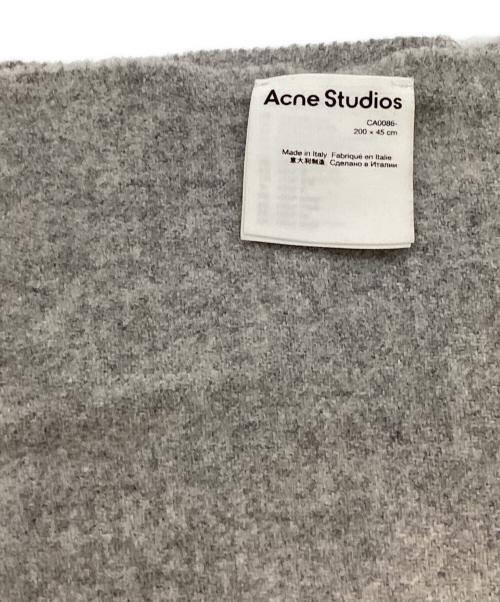 Acne Studios
CA0086-
200 × 45 cm
Made in Italy Fabriqué en Italie
意大利制造 Сделано в Италии